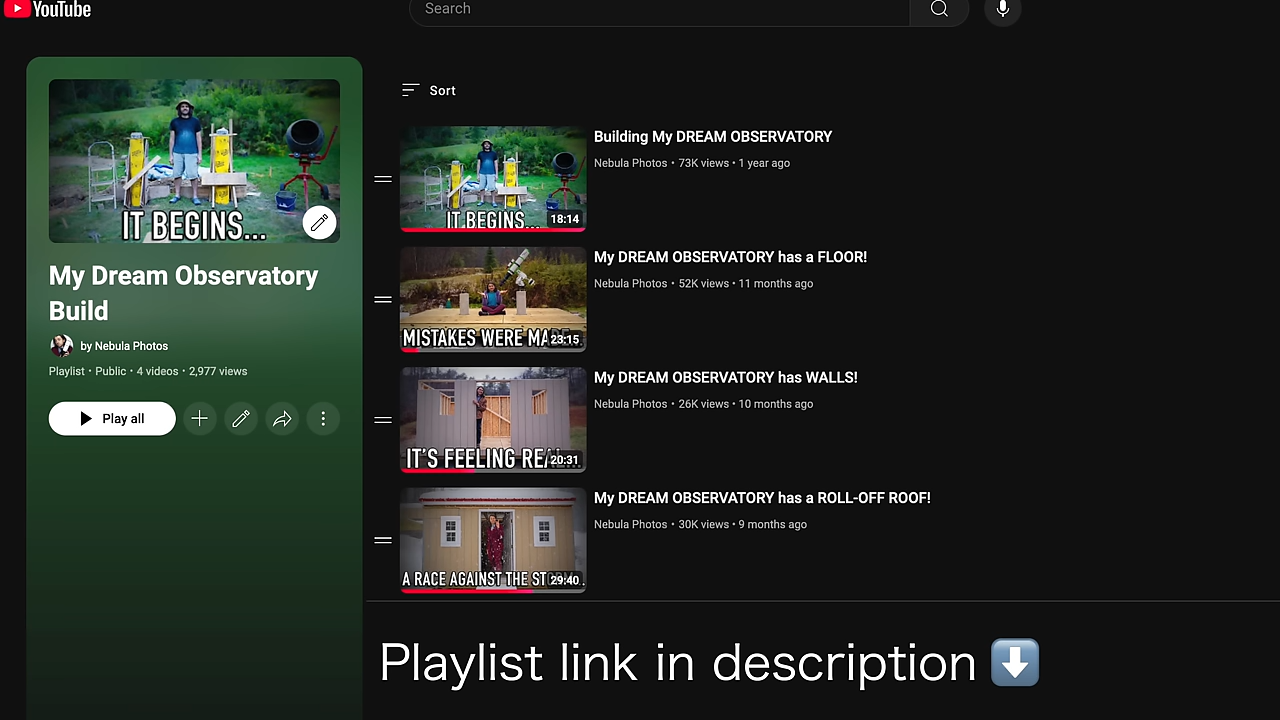 YouTube
Search
IT BEGINS...
My Dream Observatory
Build
by Nebula Photos
Playlist • Public • 4 videos • 2,977 views
Play all
Sort
IT BEGINS...
18:14
Building My DREAM OBSERVATORY
Nebula Photos • 73K views • 1 year ago
MISTAKES WERE
23:15
My DREAM OBSERVATORY has a FLOOR!
Nebula Photos • 52K views • 11 months ago
IT'S FEELING
20:31
My DREAM OBSERVATORY has WALLS!
Nebula Photos • 26K views • 10 months ago
A RACE AGAINST THE
29:40
My DREAM OBSERVATORY has a ROLL-OFF ROOF!
Nebula Photos • 30K views • 9 months ago
Playlist link in description ⬇️